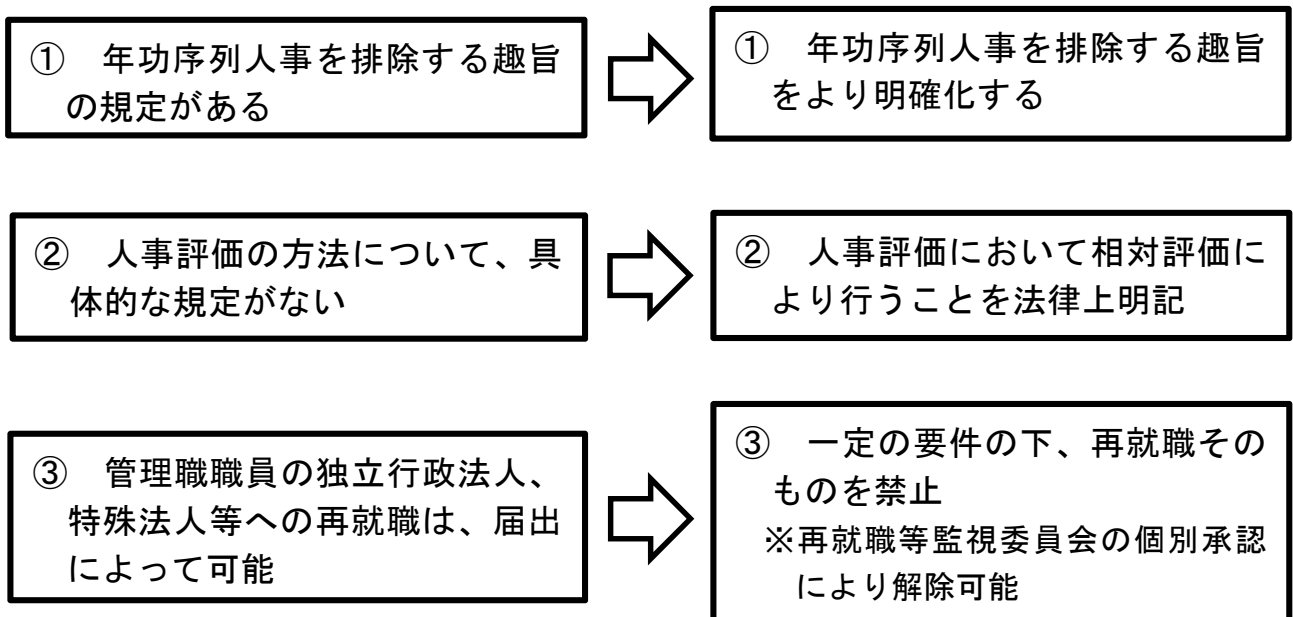 ① 年功序列人事を排除する趣旨
の規定がある
① 年功序列人事を排除する趣旨
をより明確化する
② 人事評価の方法について、具
体的な規定がない
② 人事評価において相対評価に
より行うことを法律上明記
③ 管理職職員の独立行政法人、
特殊法人等への再就職は、届出
によって可能
③ 一定の要件の下、再就職その
ものを禁止
※再就職等監視委員会の個別承認
により解除可能